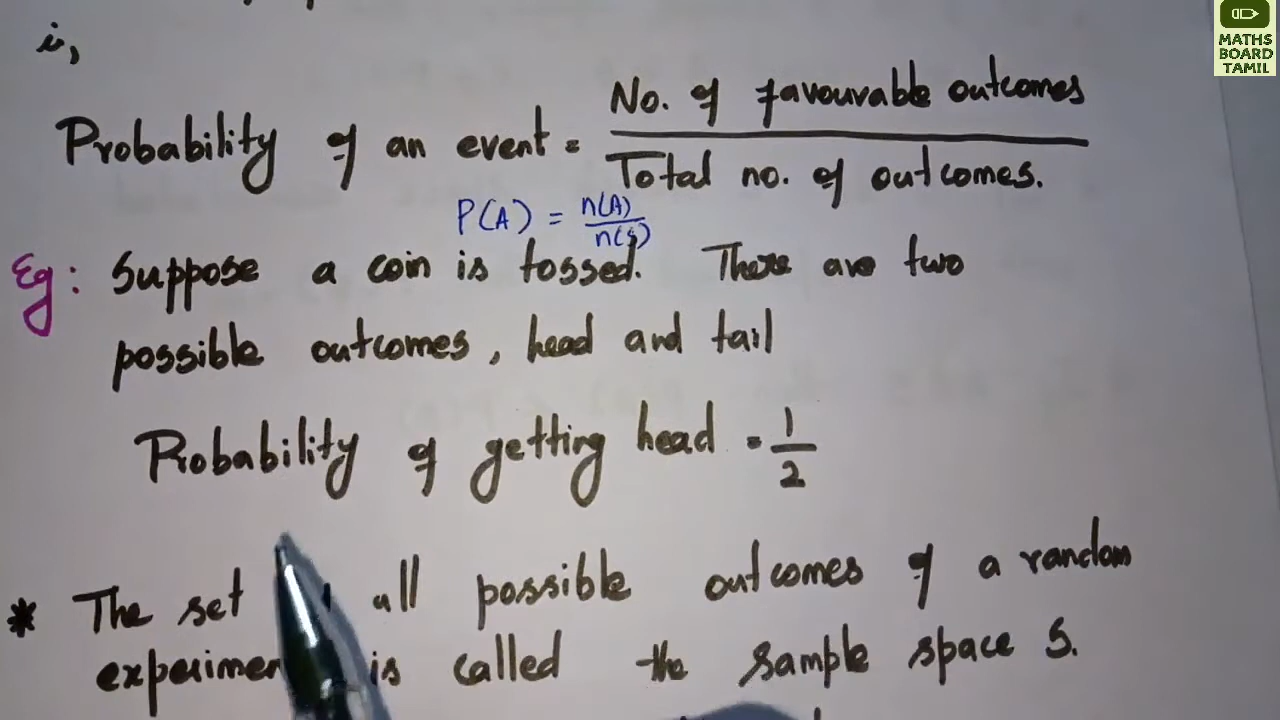 is,
MATHS
BOARD
TAMIL
Probability of an event = No. of favourable outcomes
Total no. of outcomes.
P(A) = n(A)
n(S)
Eg: Suppose a coin is tossed. There are two
possible outcomes, head and tail
Probability of getting head = 1
2
* The set all possible outcomes of a random
experimen is called the sample space S.